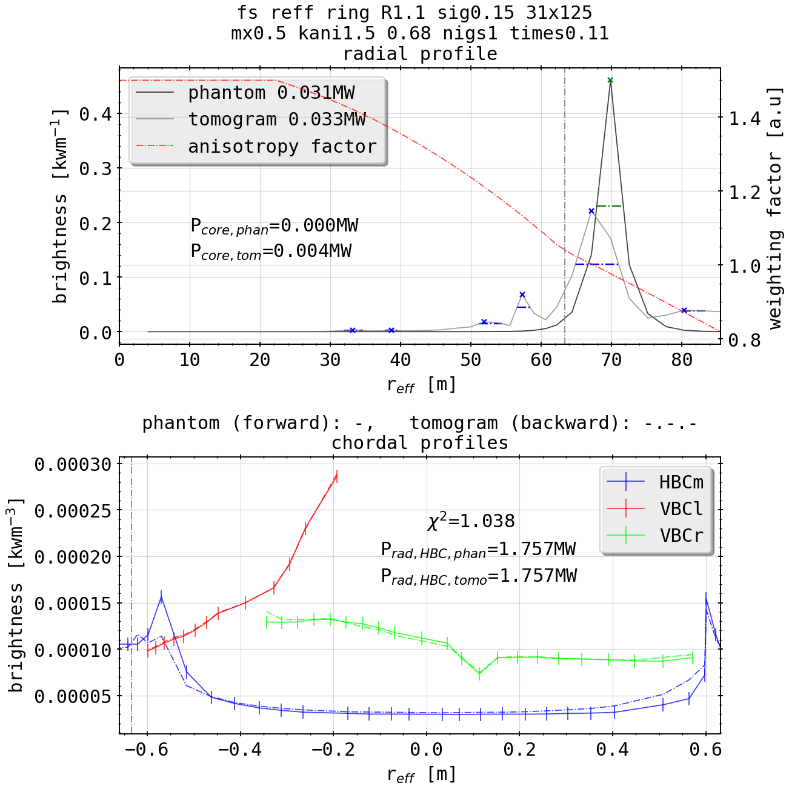 fs reff ring R1.1 sig0.15 31x125
mx0.5 kani1.5 0.68 nigs1 times0.11
radial profile
brightness [kwm⁻¹]
0.4
0.3
0.2
0.1
0.0
phantom 0.031MW
tomogram 0.033MW
anisotropy factor
P_core,phan=0.000MW
P_core,tom=0.004MW
1.4
1.2
1.0
0.8
weighting factor [a.u]
0 10 20 30 40 50 60 70 80
r_eff [m]
phantom (forward): -, tomogram (backward): -.-.-
chordal profiles
brightness [kwm⁻³]
0.00030
0.00025
0.00020
0.00015
0.00010
0.00005
HBCm
VBCl
VBCr
χ²=1.038
P_rad,HBC,phan=1.757MW
P_rad,HBC,tomo=1.757MW
−0.6 −0.4 −0.2 0.0 0.2 0.4 0.6
r_eff [m]